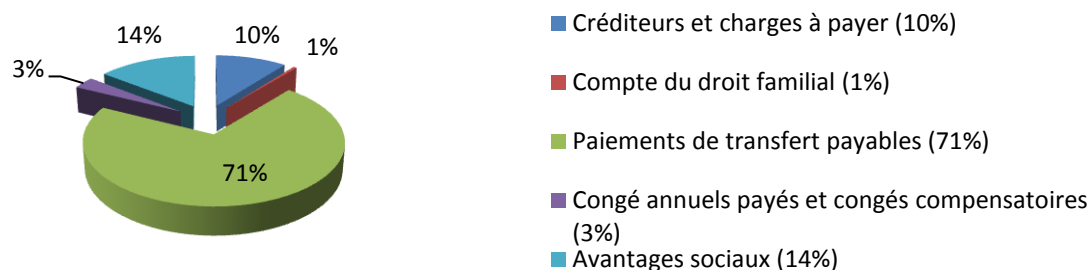 14%
10%
1%
3%
71%
Créditeurs et charges à payer (10%)
Compte du droit familial (1%)
Paiements de transfert payables (71%)
Congé annuels payés et congés compensatoires
(3%)
Avantages sociaux (14%)